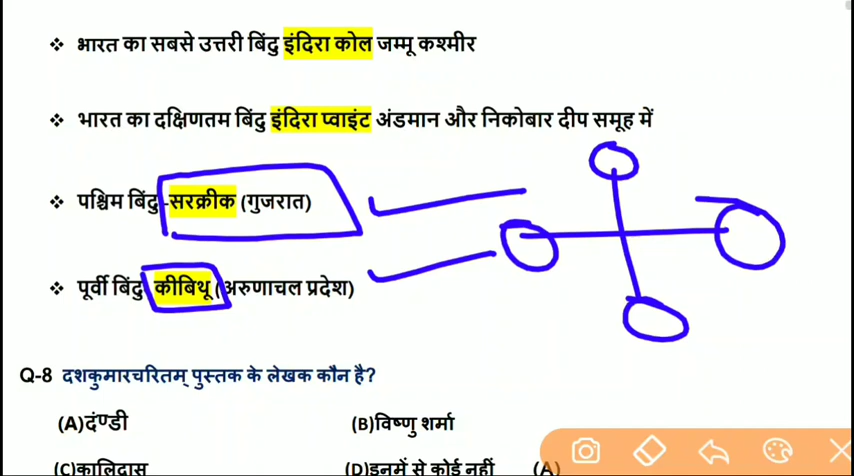 ❖ भारत का सबसे उत्तरी बिंदु इंदिरा कोल जम्मू कश्मीर
❖ भारत का दक्षिणतम बिंदु इंदिरा प्वाइंट अंडमान और निकोबार दीप समूह में
❖ पश्चिम बिंदु -सरक्रीक (गुजरात)
❖ पूर्वी बिंदु कीबिथू (अरुणाचल प्रदेश)
Q-8 दशकुमारचरितम् पुस्तक के लेखक कौन है?
(A)दंण्डी (B)विष्णु शर्मा
(C)कालिदास (D)इनमें से कोई नहीं (A)